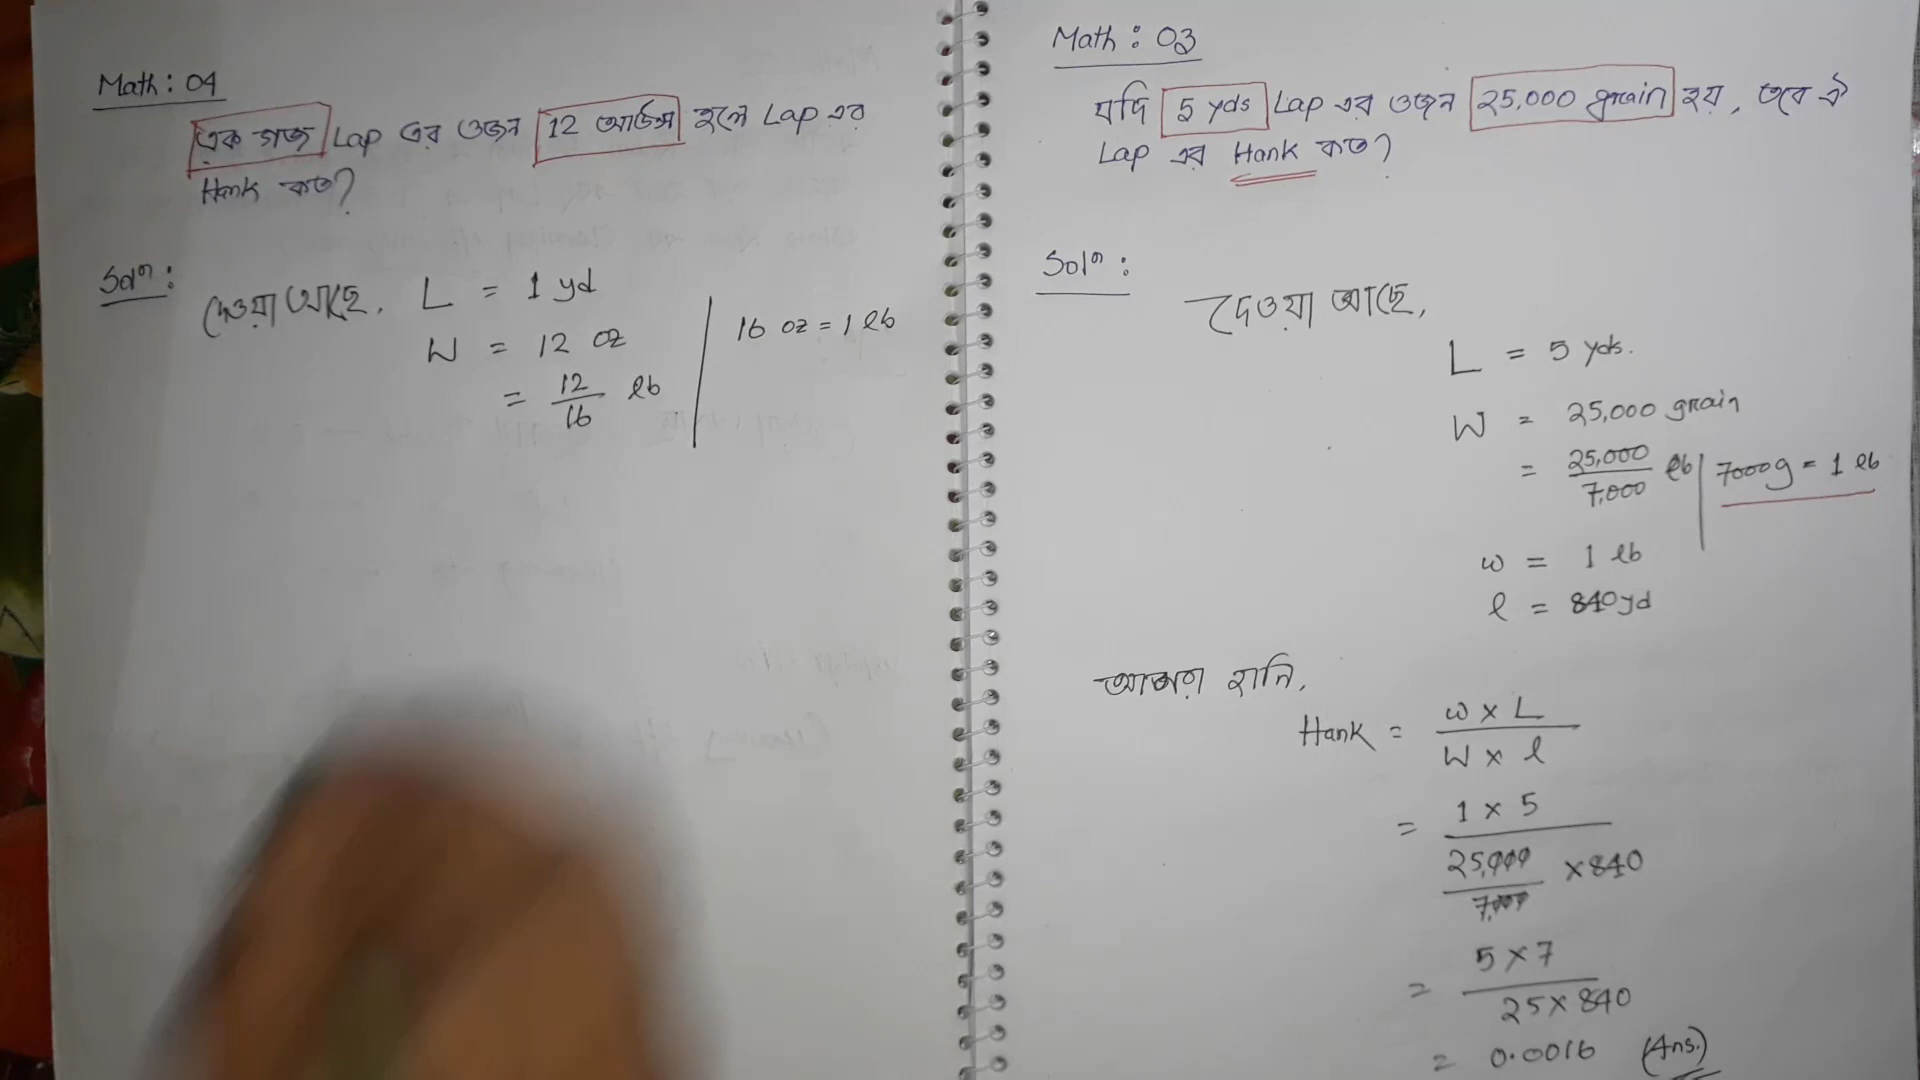 Math: 04
এক গজ Lap এর ওজন 12 আউন্স হলে Lap এর
Hank কত?
Solⁿ:
দেওয়া আছে, L = 1 yd
W = 12 oz
= 12/16 lb
16 oz = 1 lb
Math: 03
যদি 5 yds Lap এর ওজন 25,000 grain হয়, তবে ঐ
Lap এর Hank কত?
Solⁿ:
দেওয়া আছে,
L = 5 yds.
W = 25,000 grain
= 25,000/7,000 lb
7000g = 1 lb
w = 1 lb
l = 840yd
আমরা জানি,
Hank = w x L / W x l
= 1 x 5 / 25,000/7,000 x 840
= 5 x 7 / 25 x 840
= 0.0016 (Ans.)